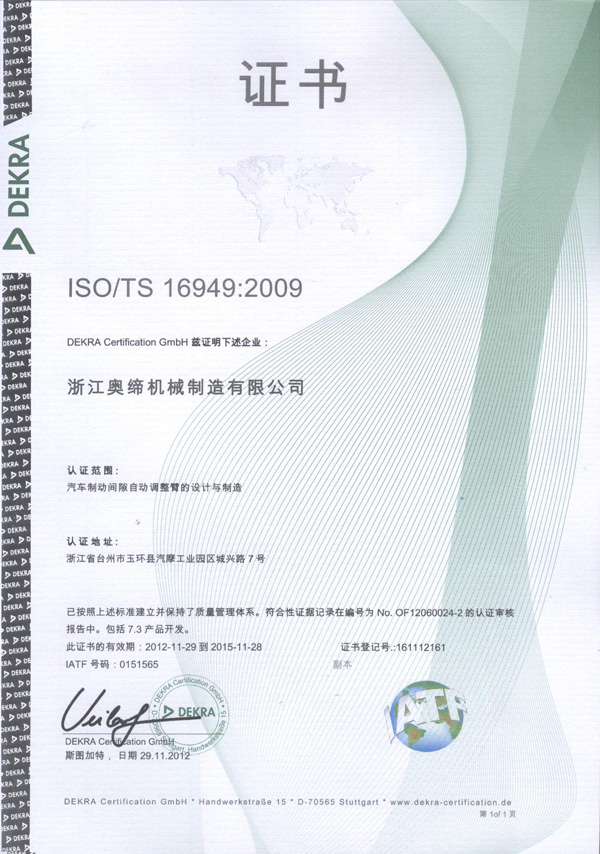 证书
DEKRA
ISO/TS 16949:2009
DEKRA Certification GmbH 兹证明下述企业：
浙江奥缔机械制造有限公司
认证范围：
汽车制动间隙自动调整臂的设计与制造
认证地址：
浙江省台州市玉环县汽摩工业园区城兴路7号
已按照上述标准建立并保持了质量管理体系。符合性证据记录在编号为 No. OF12060024-2 的认证审核
报告中。包括 7.3 产品开发。
此证书的有效期：2012-11-29 到 2015-11-28 证书登记号.:161112161
IATF 号码：0151565 副本
DEKRA Certification GmbH
DEKRA
IATF
DEKRA Certification GmbH
斯图加特，日期 29.11.2012
DEKRA Certification GmbH * Handwerkstraße 15 * D-70565 Stuttgart * www.dekra-certification.de
第 1of 1 页